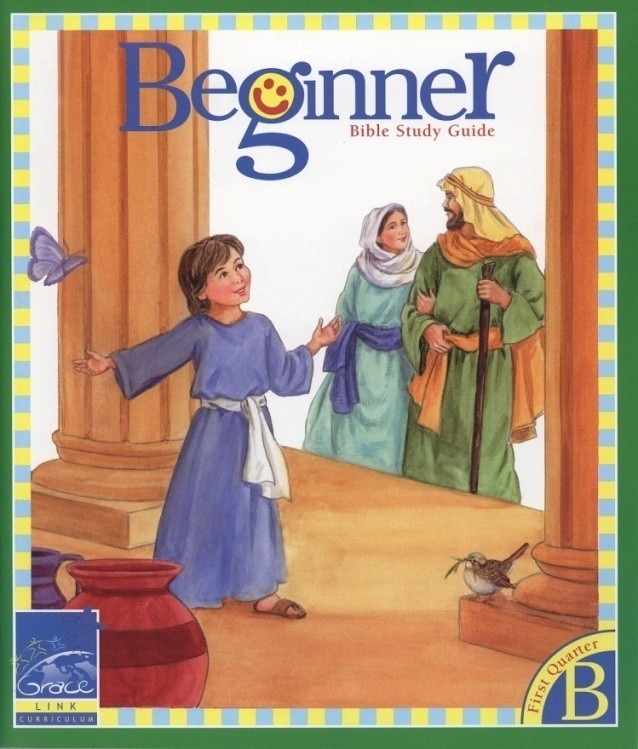 Beginner
Bible Study Guide
Grace
LINK
CURRICULUM
First Quarter
B